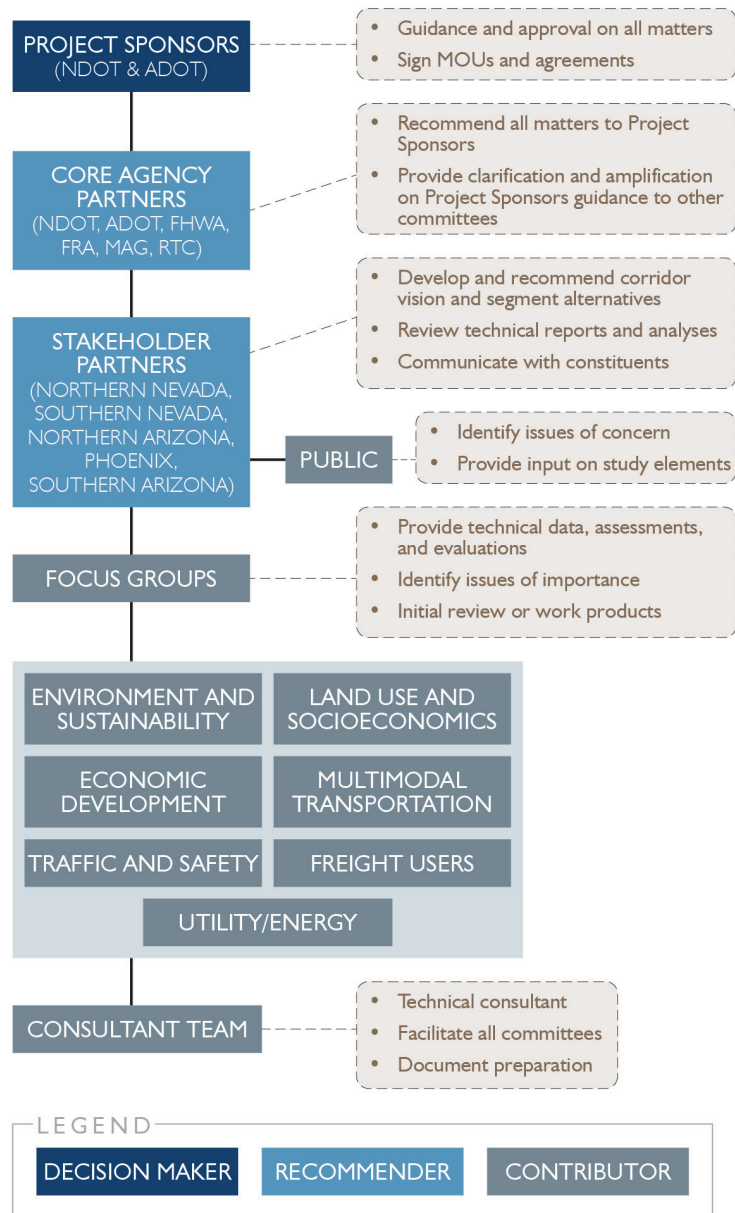 PROJECT SPONSORS
(NDOT & ADOT)
• Guidance and approval on all matters
• Sign MOUs and agreements
CORE AGENCY
PARTNERS
(NDOT, ADOT, FHWA,
FRA, MAG, RTC)
• Recommend all matters to Project
Sponsors
• Provide clarification and amplification
on Project Sponsors guidance to other
committees
STAKEHOLDER
PARTNERS
(NORTHERN NEVADA,
SOUTHERN NEVADA,
NORTHERN ARIZONA,
PHOENIX,
SOUTHERN ARIZONA)
• Develop and recommend corridor
vision and segment alternatives
• Review technical reports and analyses
• Communicate with constituents
PUBLIC
• Identify issues of concern
• Provide input on study elements
FOCUS GROUPS
• Provide technical data, assessments,
and evaluations
• Identify issues of importance
• Initial review or work products
ENVIRONMENT AND
SUSTAINABILITY
LAND USE AND
SOCIOECONOMICS
ECONOMIC
DEVELOPMENT
MULTIMODAL
TRANSPORTATION
TRAFFIC AND SAFETY
FREIGHT USERS
UTILITY/ENERGY
CONSULTANT TEAM
• Technical consultant
• Facilitate all committees
• Document preparation
LEGEND
DECISION MAKER
RECOMMENDER
CONTRIBUTOR